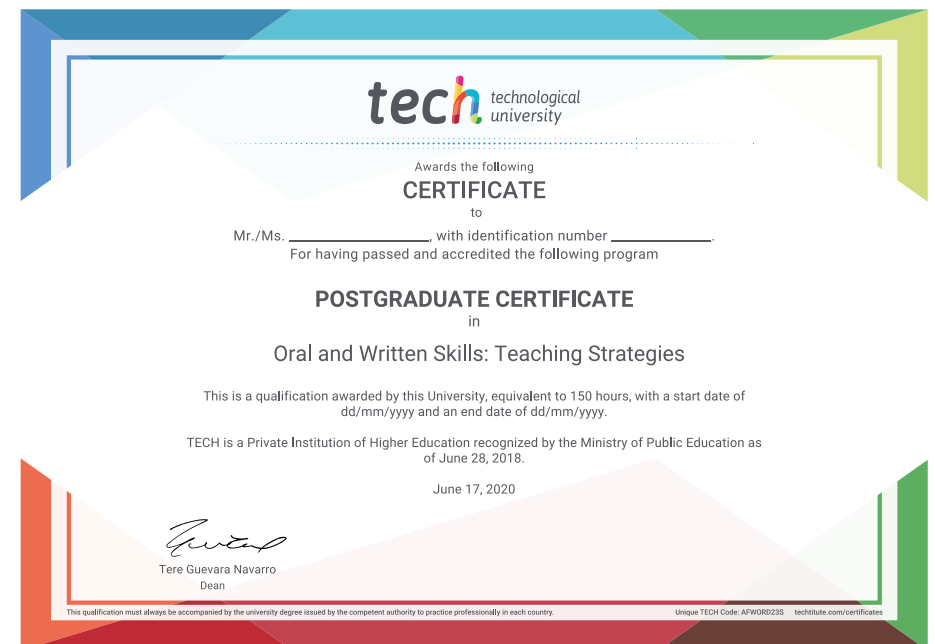 tech technological
university
Awards the following
CERTIFICATE
to
Mr./Ms. ____________, with identification number ____________.
For having passed and accredited the following program
POSTGRADUATE CERTIFICATE
in
Oral and Written Skills: Teaching Strategies
This is a qualification awarded by this University, equivalent to 150 hours, with a start date of
dd/mm/yyyy and an end date of dd/mm/yyyy.
TECH is a Private Institution of Higher Education recognized by the Ministry of Public Education as
of June 28, 2018.
June 17, 2020
Tere Guevara Navarro
Dean
This qualification must always be accompanied by the university degree issued by the competent authority to practice professionally in each country.
Unique TECH Code: AFWORD23S techtitute.com/certificates